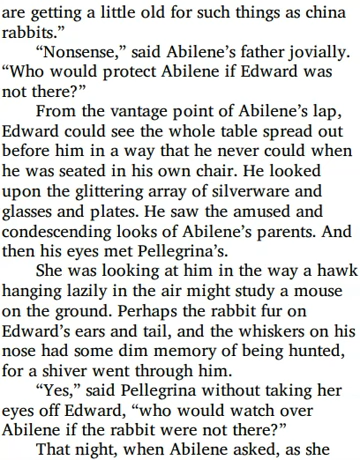 are getting a little old for such things as china
rabbits.”
“Nonsense,” said Abilene’s father jovially.
“Who would protect Abilene if Edward was
not there?”
From the vantage point of Abilene’s lap,
Edward could see the whole table spread out
before him in a way that he never could when
he was seated in his own chair. He looked
upon the glittering array of silverware and
glasses and plates. He saw the amused and
condescending looks of Abilene’s parents. And
then his eyes met Pellegrina’s.
She was looking at him in the way a hawk
hanging lazily in the air might study a mouse
on the ground. Perhaps the rabbit fur on
Edward’s ears and tail, and the whiskers on his
nose had some dim memory of being hunted,
for a shiver went through him.
“Yes,” said Pellegrina without taking her
eyes off Edward, “who would watch over
Abilene if the rabbit were not there?”
That night, when Abilene asked, as she